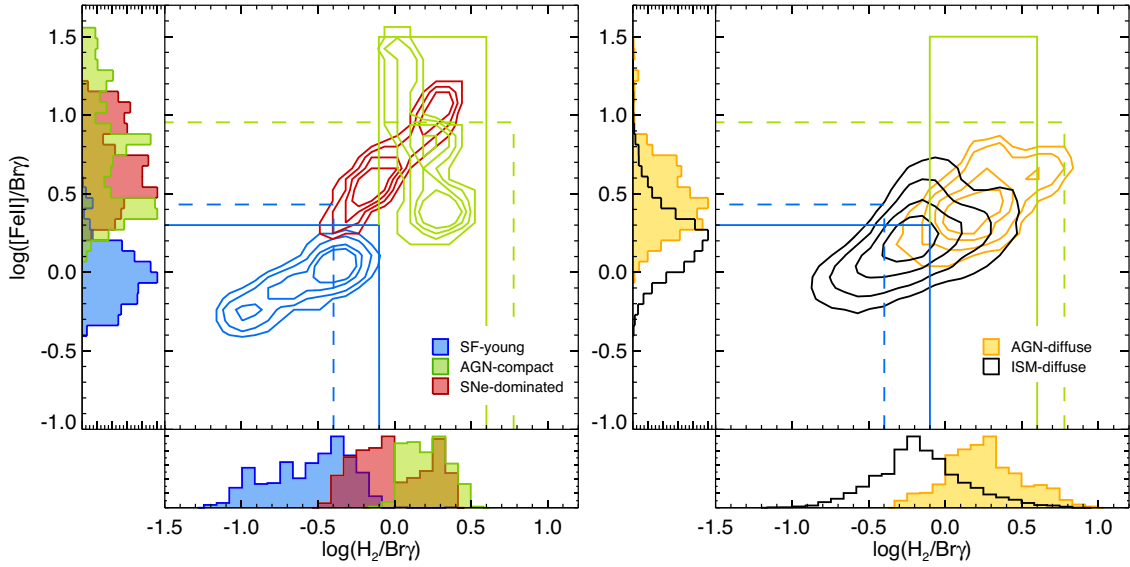 1.5
1.0
0.5
0.0
-0.5
-1.0
log([FeII]/Brγ)
SF-young
AGN-compact
SNe-dominated
-1.5 -1.0 -0.5 0.0 0.5 1.0
log(H₂/Brγ)
1.5
1.0
0.5
0.0
-0.5
-1.0
AGN-diffuse
ISM-diffuse
-1.5 -1.0 -0.5 0.0 0.5 1.0
log(H₂/Brγ)